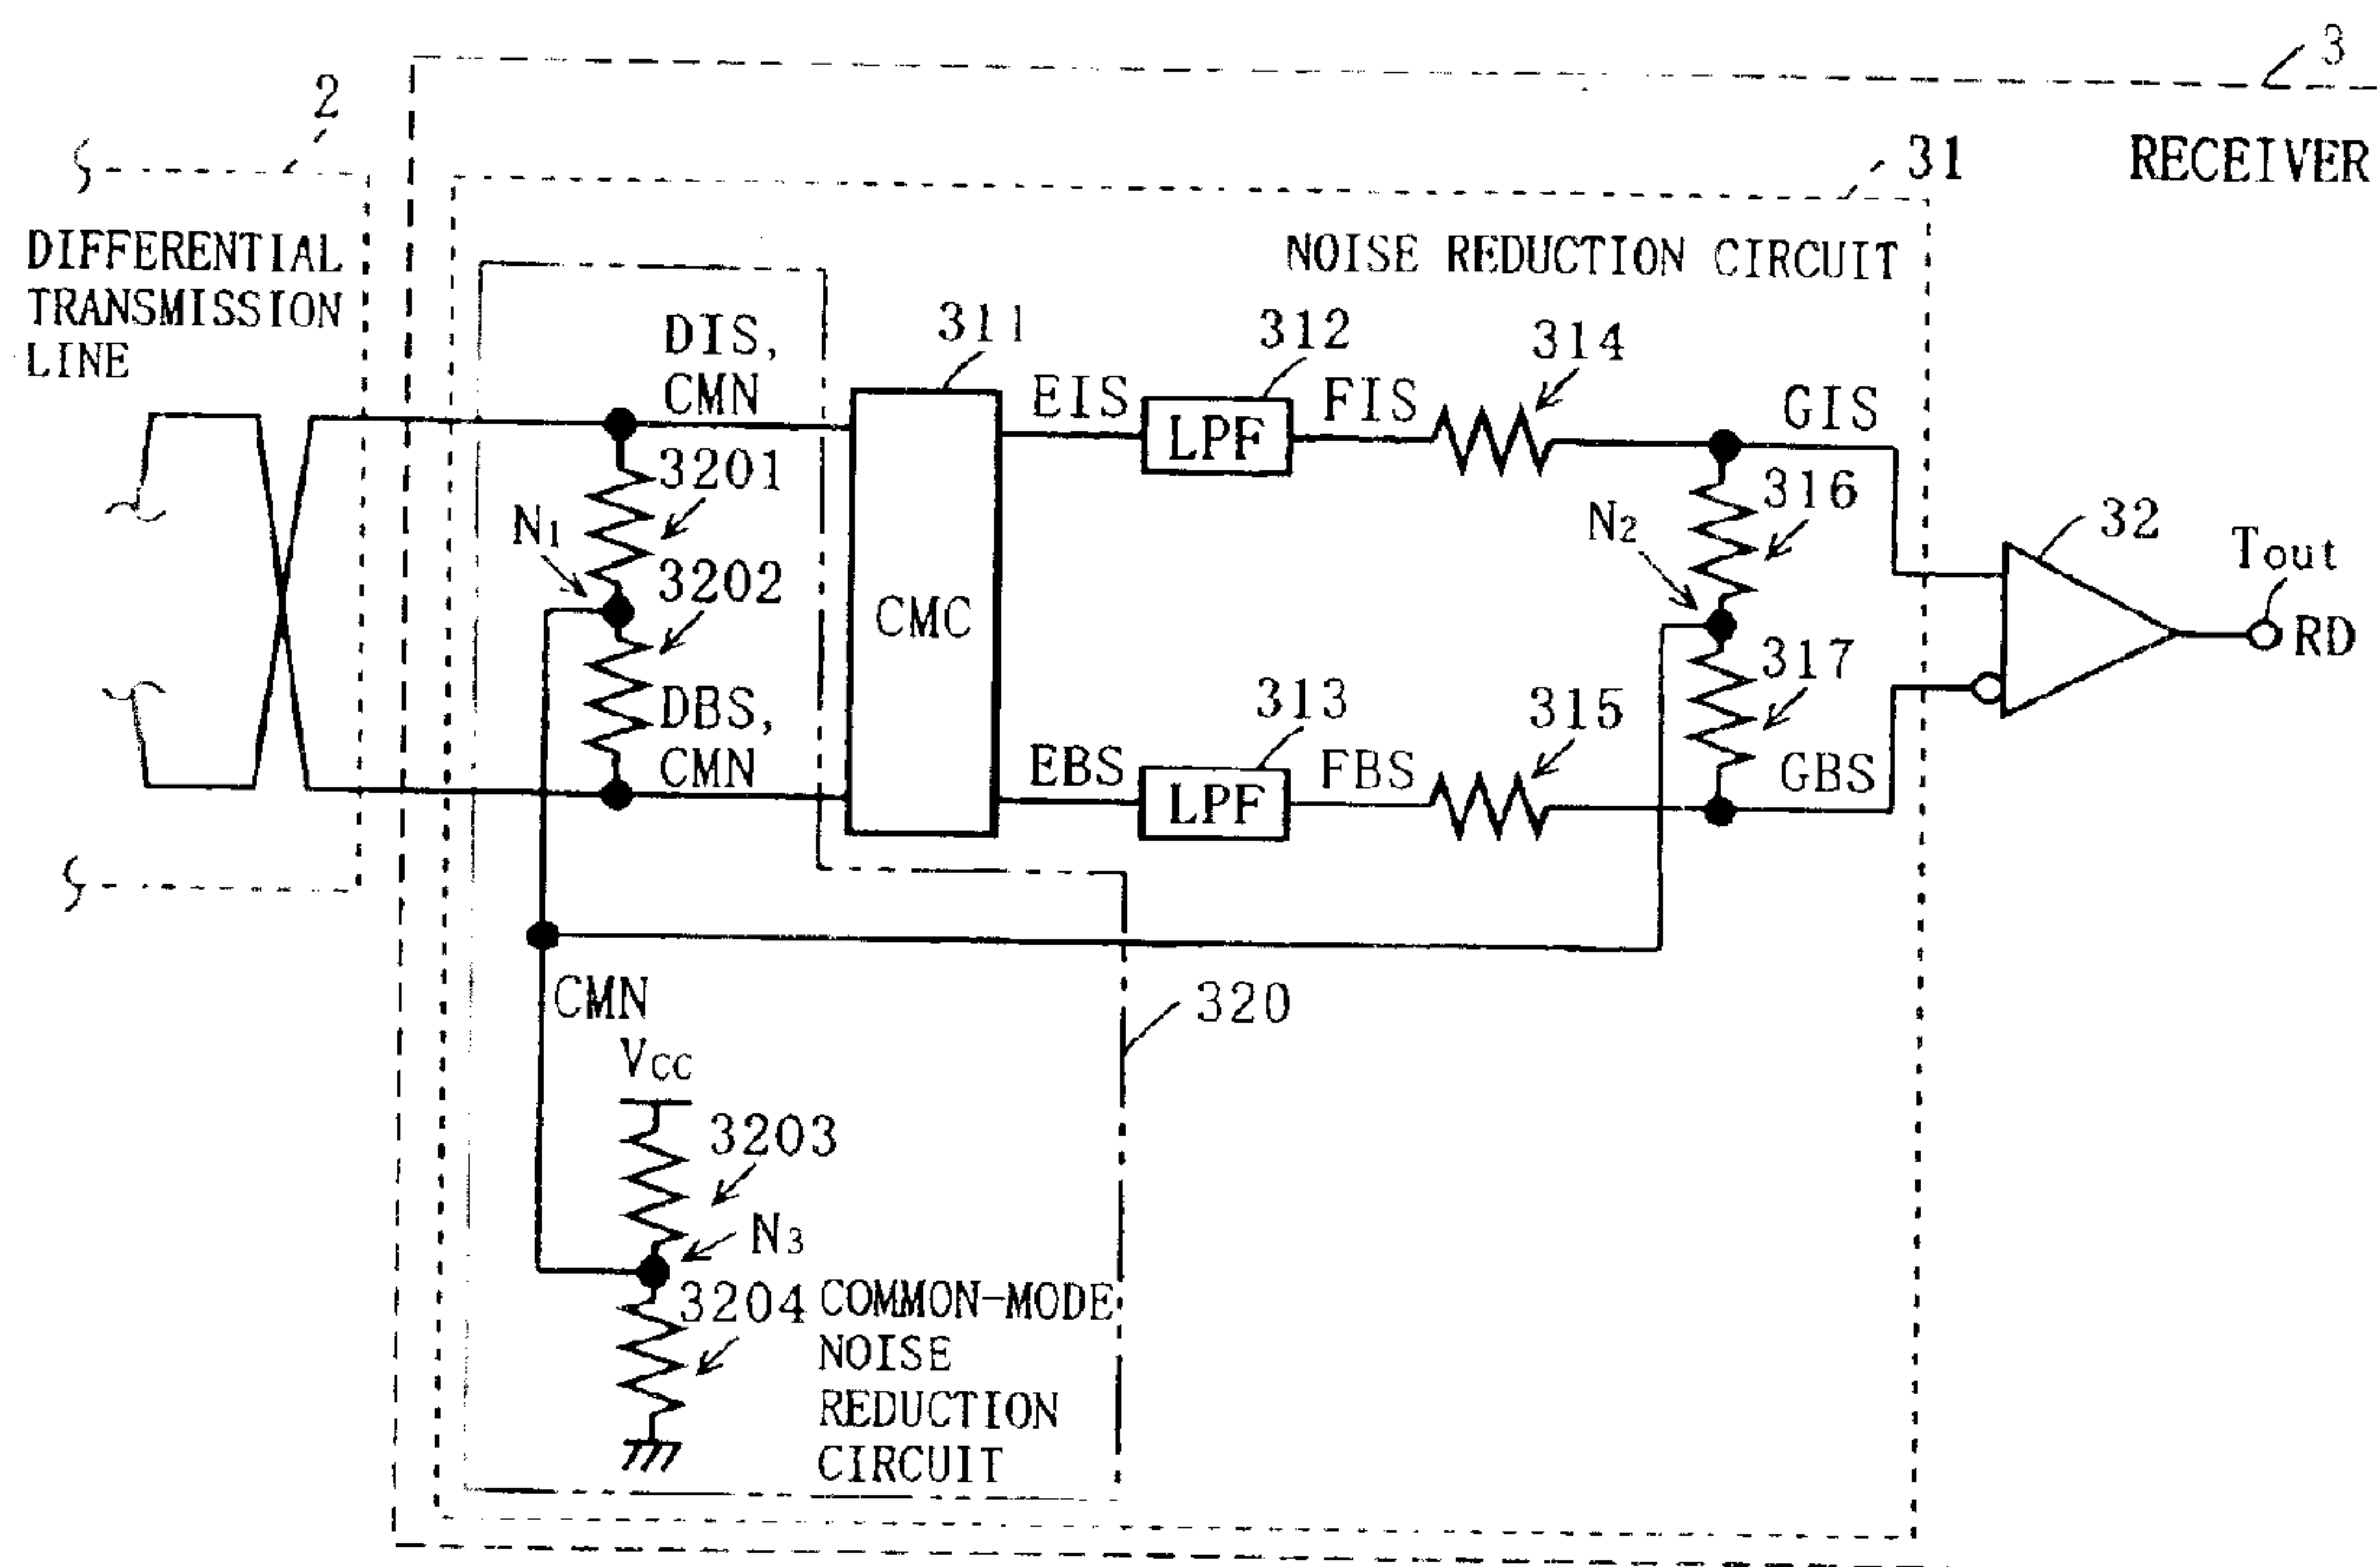 3
2
31
RECEIVER
DIFFERENTIAL
TRANSMISSION
LINE
NOISE REDUCTION CIRCUIT
DIS,
CMN
311
312
314
EIS
LPF
FIS
GIS
3201
316
N1
N2
32
Tout
3202
CMC
RD
317
DBS,
CMN
313
315
EBS
LPF
FBS
GBS
CMN
320
Vcc
3203
N3
3204
COMMON-MODE
NOISE
REDUCTION
CIRCUIT